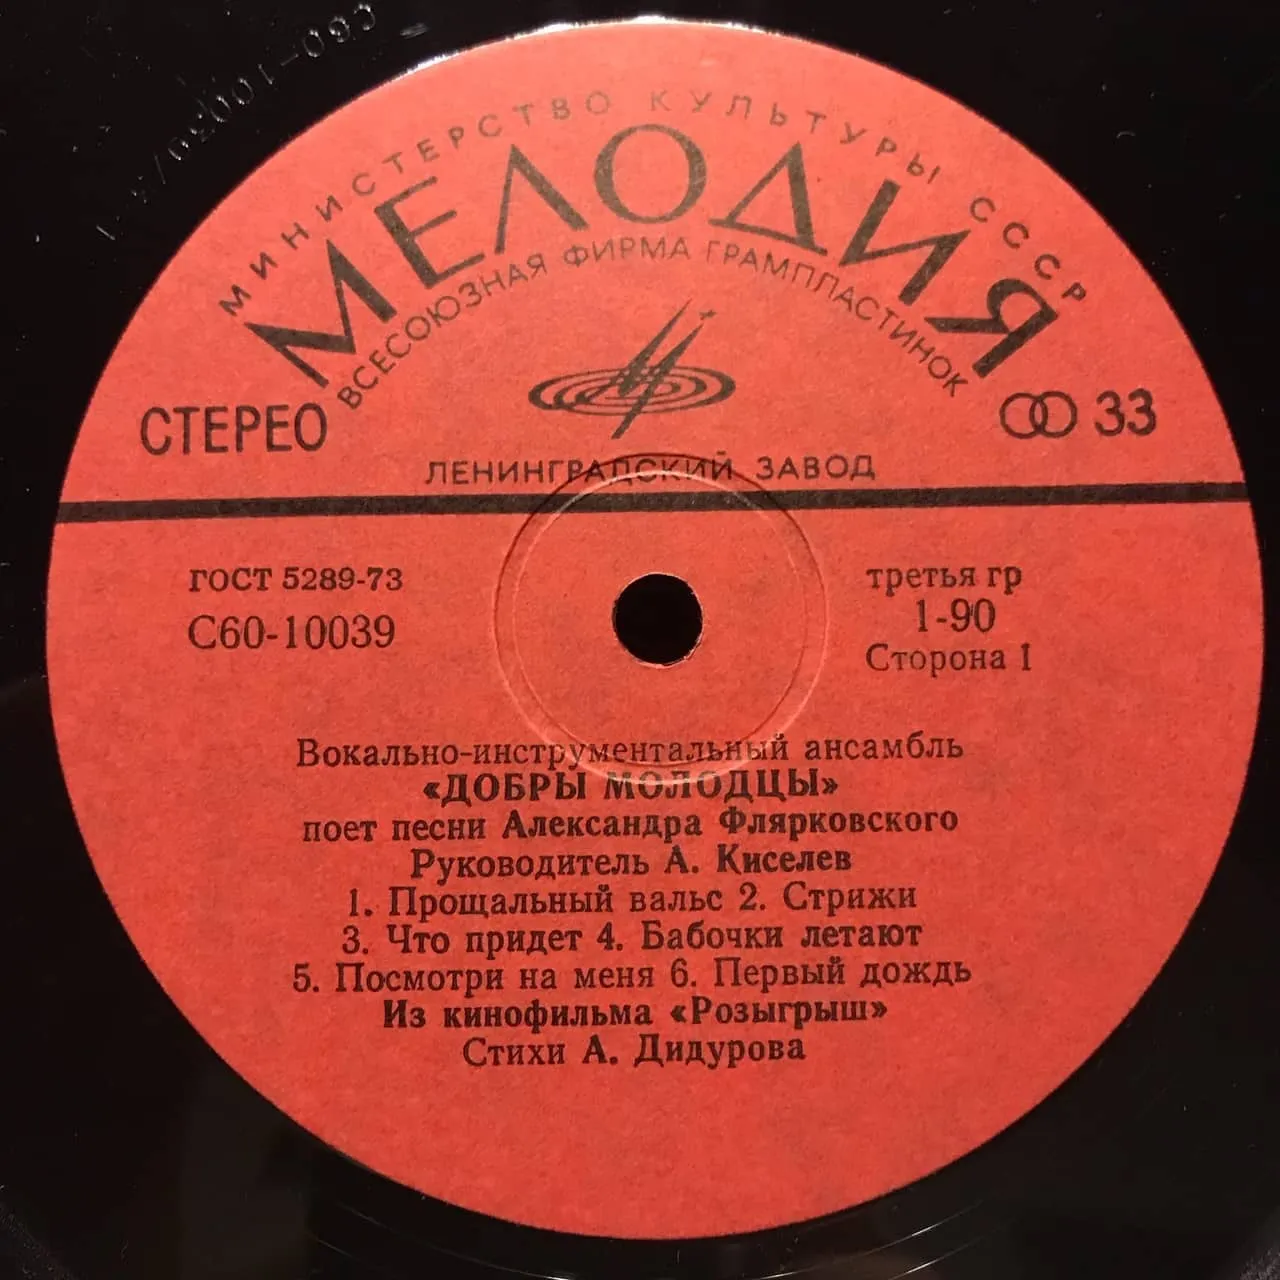 МИНИСТЕРСТВО КУЛЬТУРЫ СССР
МЕЛОДИЯ
ВСЕСОЮЗНАЯ ФИРМА ГРАМПЛАСТИНОК
СТЕРЕО
33
ЛЕНИНГРАДСКИЙ ЗАВОД
ГОСТ 5289-73
С60-10039
третья гр
1-90
Сторона 1
Вокально-инструментальный ансамбль
«ДОБРЫ МОЛОДЦЫ»
поет песни Александра Флярковского
Руководитель А. Киселев
1. Прощальный вальс 2. Стрижи
3. Что придет 4. Бабочки летают
5. Посмотри на меня 6. Первый дождь
Из кинофильма «Розыгрыш»
Стихи А. Дидурова